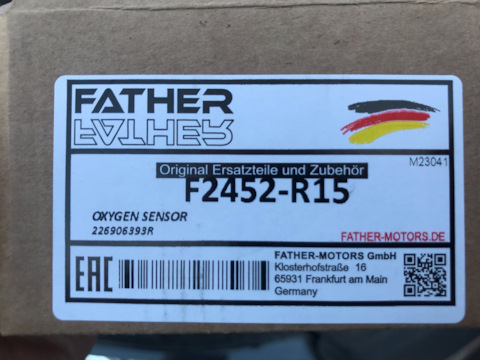 FATHER
FATHER
M23041
Original Ersatzteile und Zubehör
F2452-R15
OXYGEN SENSOR
226906393R
FATHER-MOTORS.DE
EAC
FATHER-MOTORS GmbH
Klosterhofstraße 16
65931 Frankfurt am Main
Germany